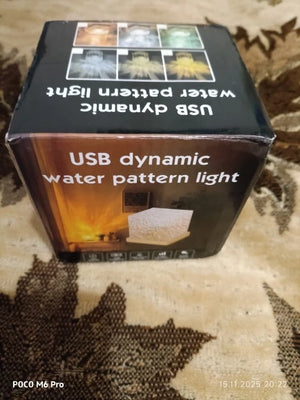 USB dynamic
water pattern light
USB dynamic
water pattern light
POCO M6 Pro
15.11.2025 20:22